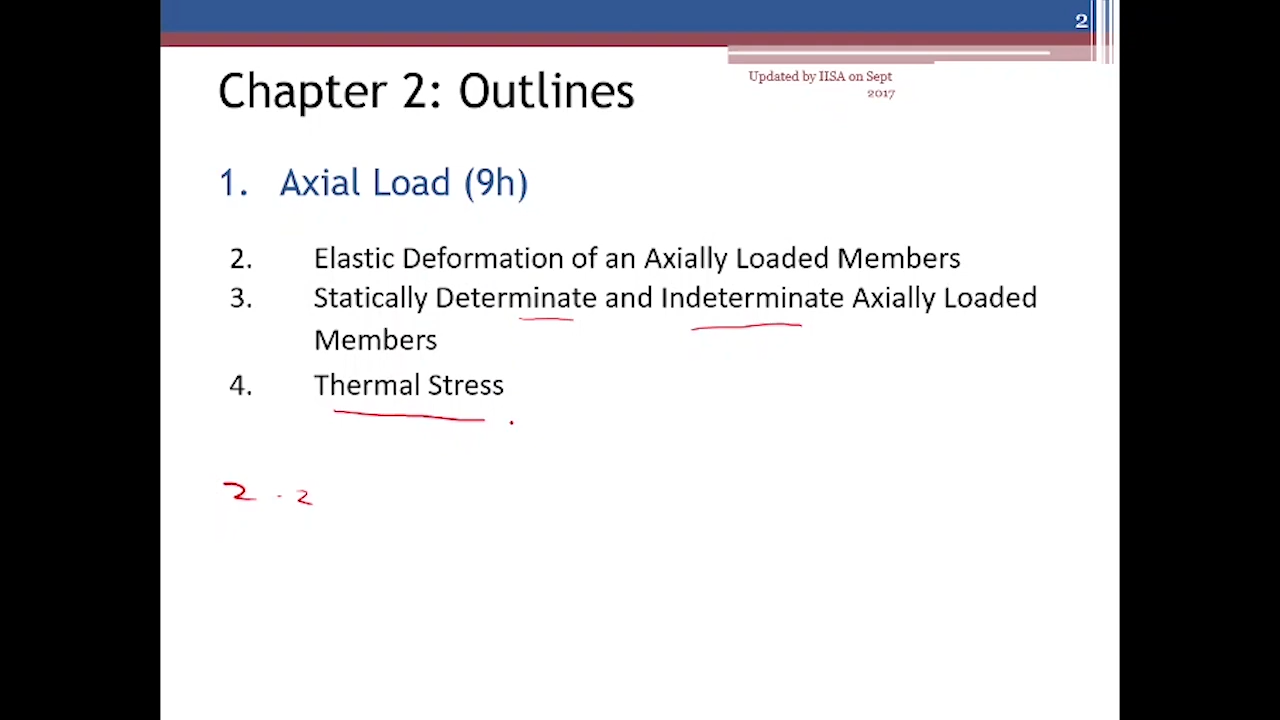 2
Updated by IISA on Sept
2017
Chapter 2: Outlines
1. Axial Load (9h)
2. Elastic Deformation of an Axially Loaded Members
3. Statically Determinate and Indeterminate Axially Loaded
Members
4. Thermal Stress
2 . 2